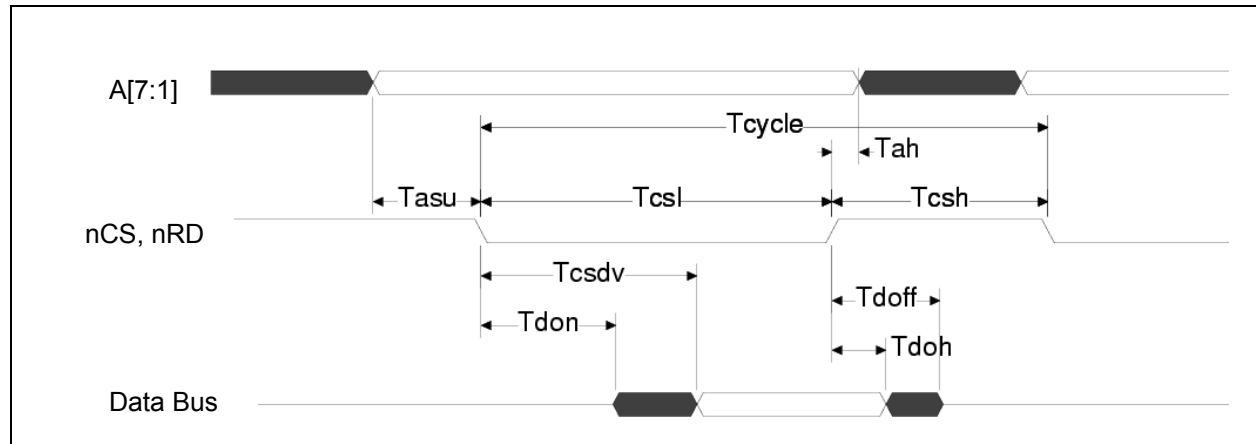 A[7:1]
Tcycle
Tah
Tasu
Tcsl
Tcsh
nCS, nRD
Tcsdv
Tdoff
Tdon
Tdoh
Data Bus